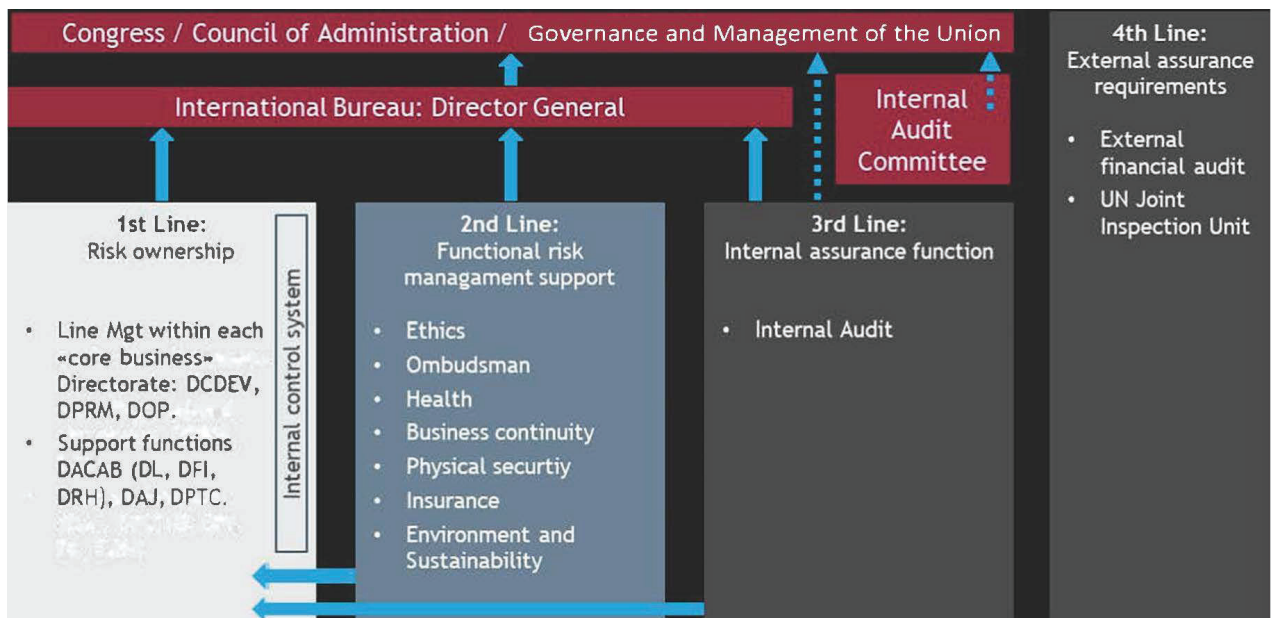 Congress / Council of Administration / Governance and Management of the Union
International Bureau: Director General
Internal
Audit
Committee
1st Line:
Risk ownership
• Line Mgt within each
«core business»
Directorate: DCDEV,
DPRM, DOP.
• Support functions
DACAB (DL, DFI,
DRH), DAJ, DPTC.
Internal control system
2nd Line:
Functional risk
managament support
• Ethics
• Ombudsman
• Health
• Business continuity
• Physical securtiy
• Insurance
• Environment and
Sustainability
3rd Line:
Internal assurance function
• Internal Audit
4th Line:
External assurance
requirements
• External
financial audit
• UN Joint
Inspection Unit